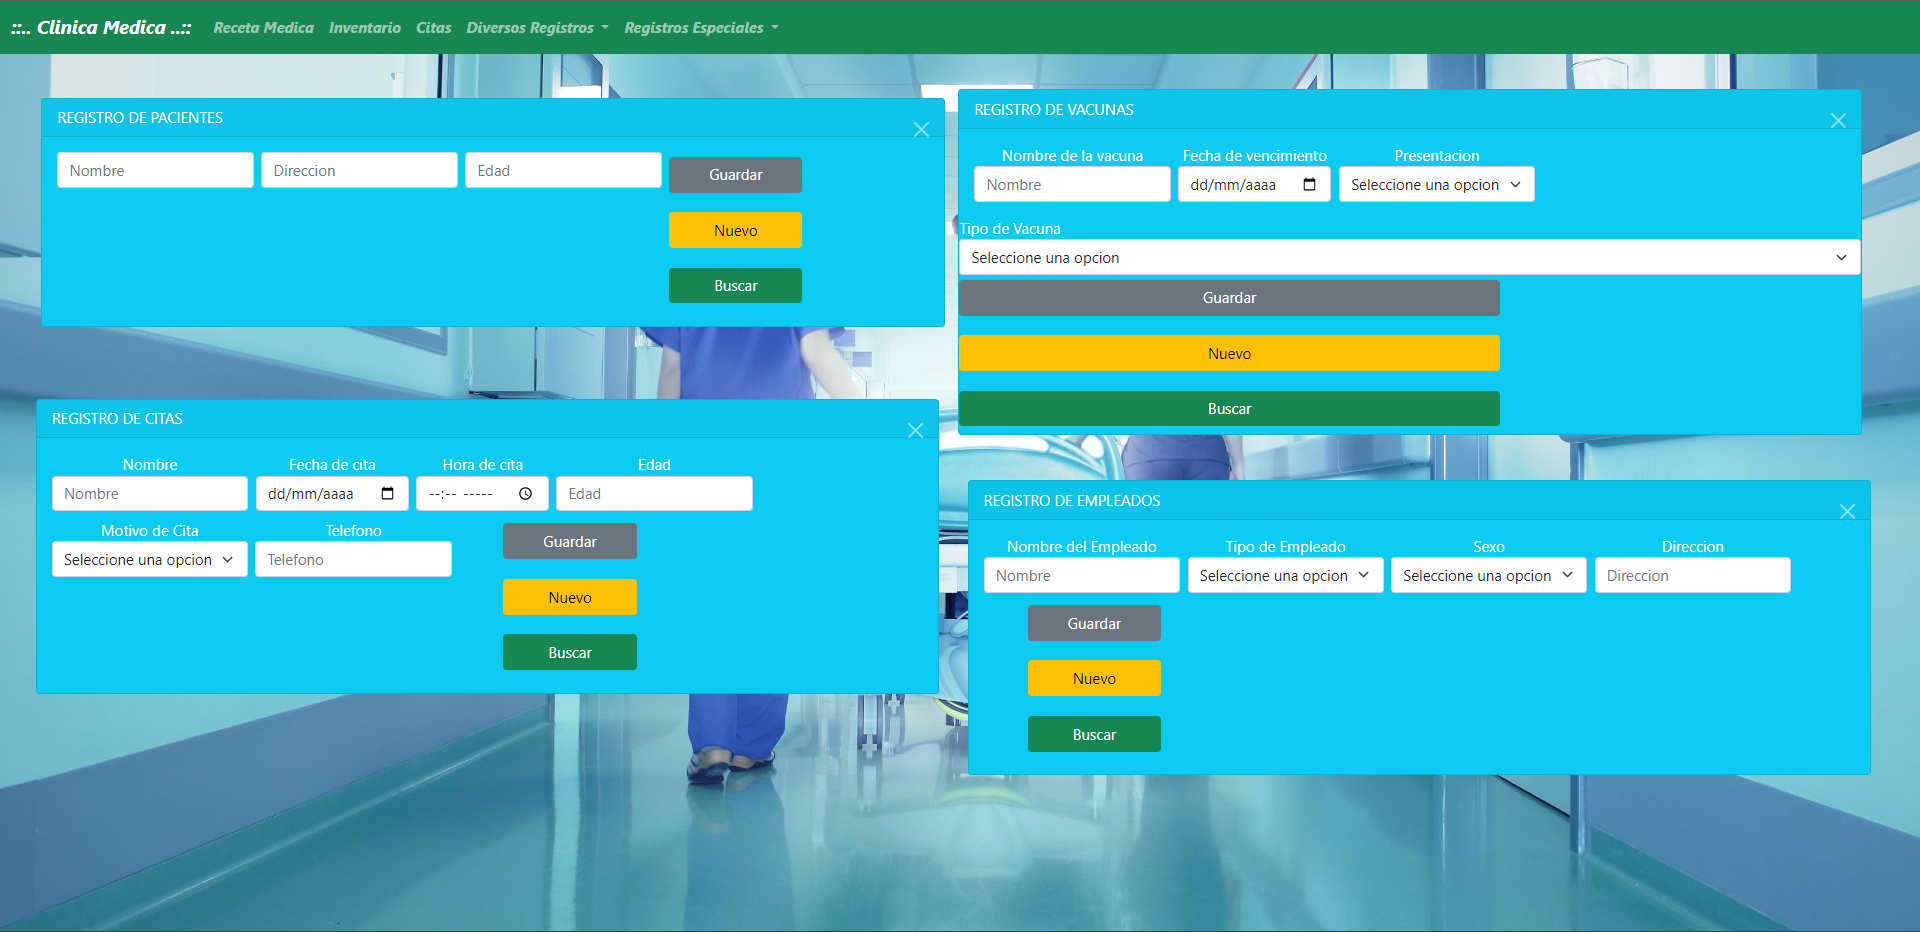 ::.. Clinica Medica ..:: Receta Medica Inventario Citas Diversos Registros Registros Especiales
REGISTRO DE PACIENTES
Nombre Direccion Edad Guardar
Nuevo
Buscar
REGISTRO DE VACUNAS
Nombre de la vacuna Fecha de vencimiento Presentacion
Nombre dd/mm/aaaa Seleccione una opcion
Tipo de Vacuna
Seleccione una opcion
Guardar
Nuevo
Buscar
REGISTRO DE CITAS
Nombre Fecha de cita Hora de cita Edad
Nombre dd/mm/aaaa --:-- ----- Edad
Motivo de Cita Telefono
Seleccione una opcion Telefono Guardar
Nuevo
Buscar
REGISTRO DE EMPLEADOS
Nombre del Empleado Tipo de Empleado Sexo Direccion
Nombre Seleccione una opcion Seleccione una opcion Direccion
Guardar
Nuevo
Buscar